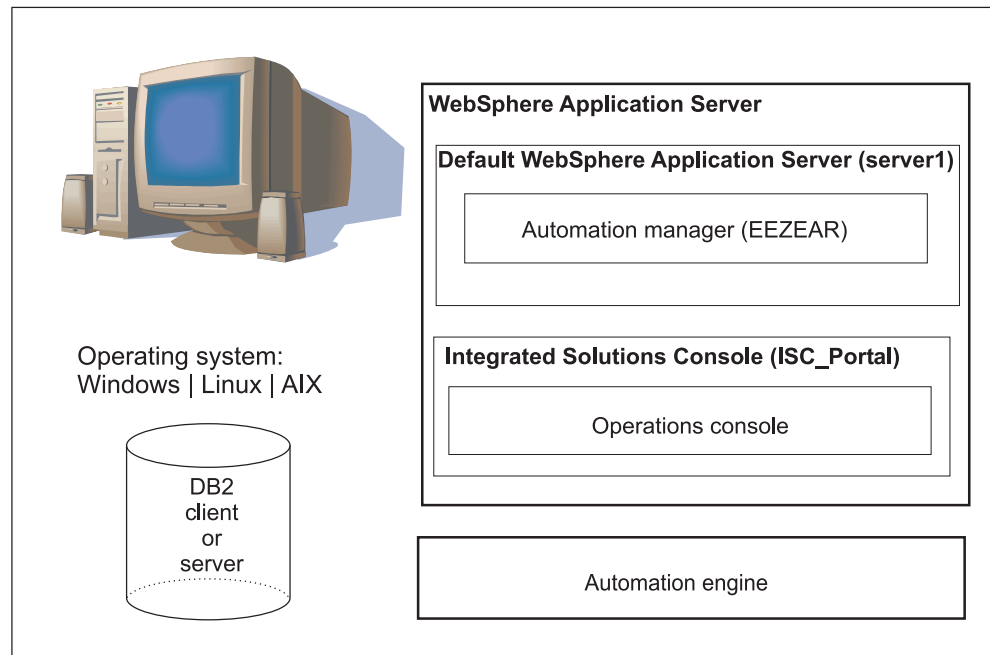 WebSphere Application Server
Default WebSphere Application Server (server1)
Automation manager (EEZEAR)
Integrated Solutions Console (ISC_Portal)
Operations console
Operating system:
Windows | Linux | AIX
DB2
client
or
server
Automation engine